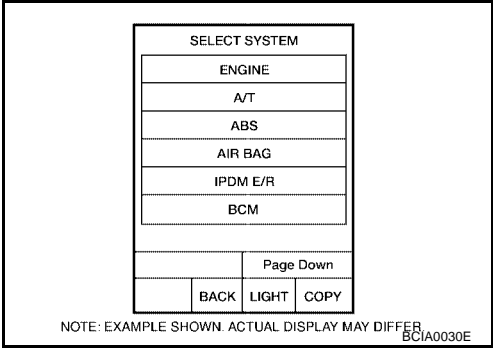 SELECT SYSTEM
ENGINE
A/T
ABS
AIR BAG
IPDM E/R
BCM
Page Down
BACK LIGHT COPY
NOTE: EXAMPLE SHOWN. ACTUAL DISPLAY MAY DIFFER.
BCIA0030E